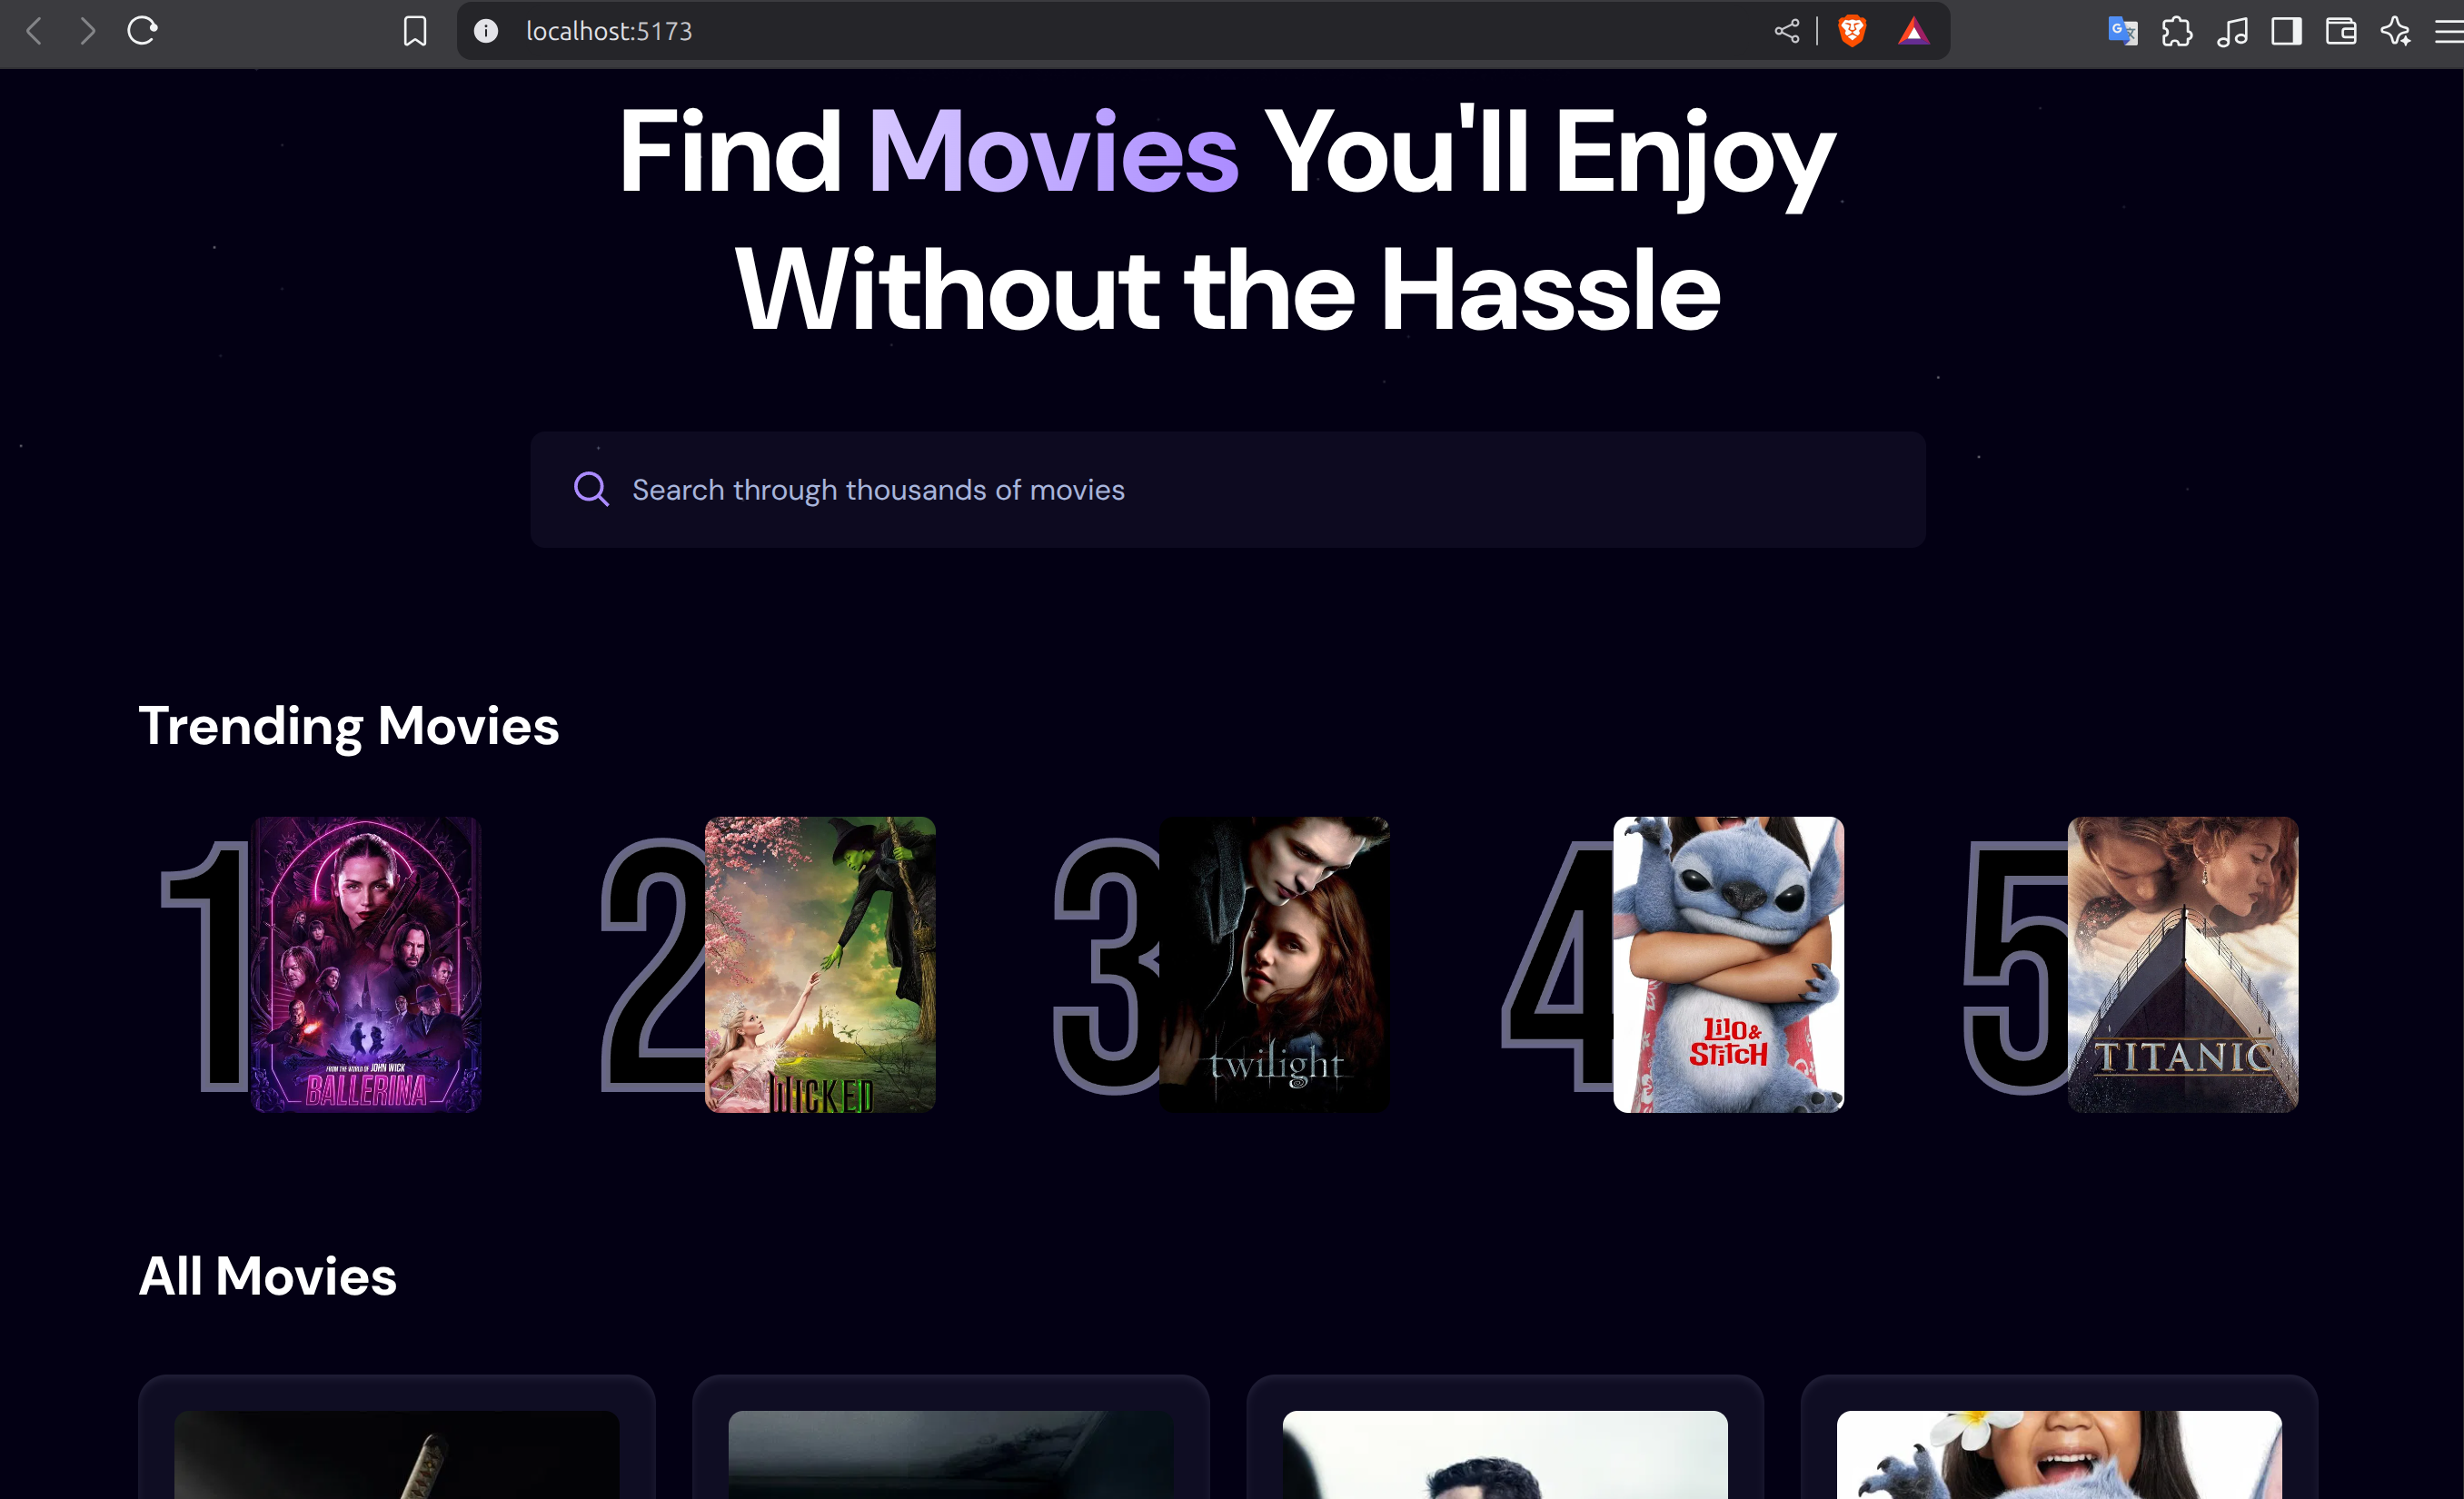 localhost:5173
Find Movies You'll Enjoy
Without the Hassle
Search through thousands of movies
Trending Movies
1
FROM THE WORLD OF JOHN WICK
BALLERINA
2
WICKED
3
twilight
4
Lilo &
Stitch
5
TITANIC
All Movies